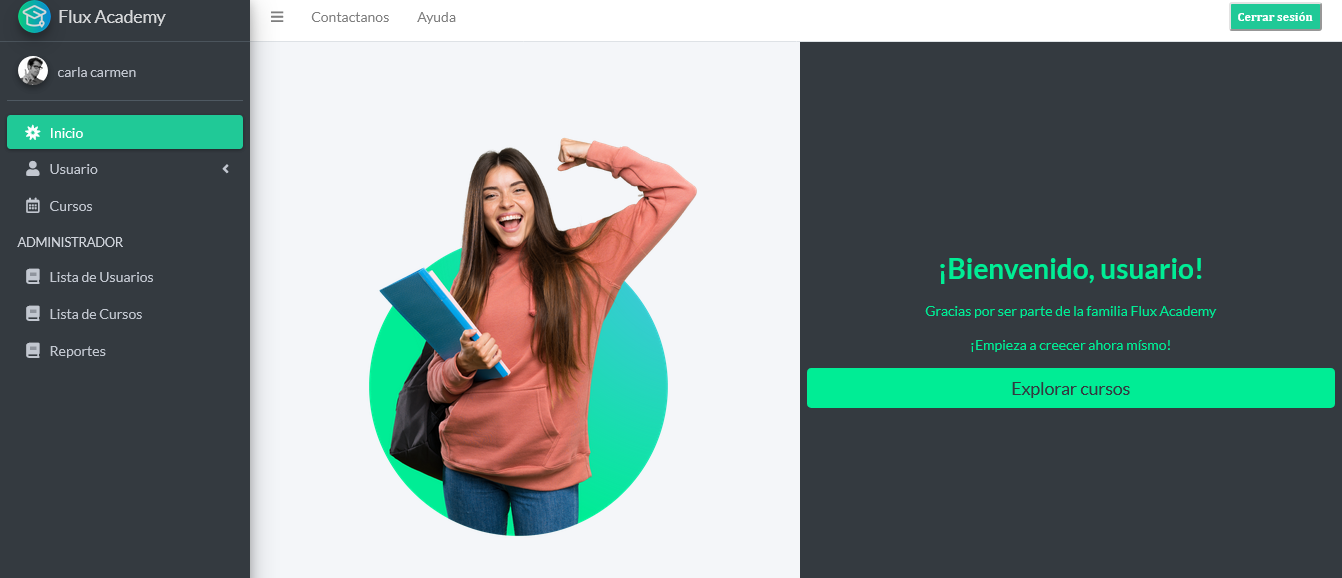 Flux Academy
Contactanos
Ayuda
Cerrar sesión
carla carmen
Inicio
Usuario
Cursos
ADMINISTRADOR
Lista de Usuarios
Lista de Cursos
Reportes
¡Bienvenido, usuario!
Gracias por ser parte de la familia Flux Academy
¡Empieza a creecer ahora mísmo!
Explorar cursos